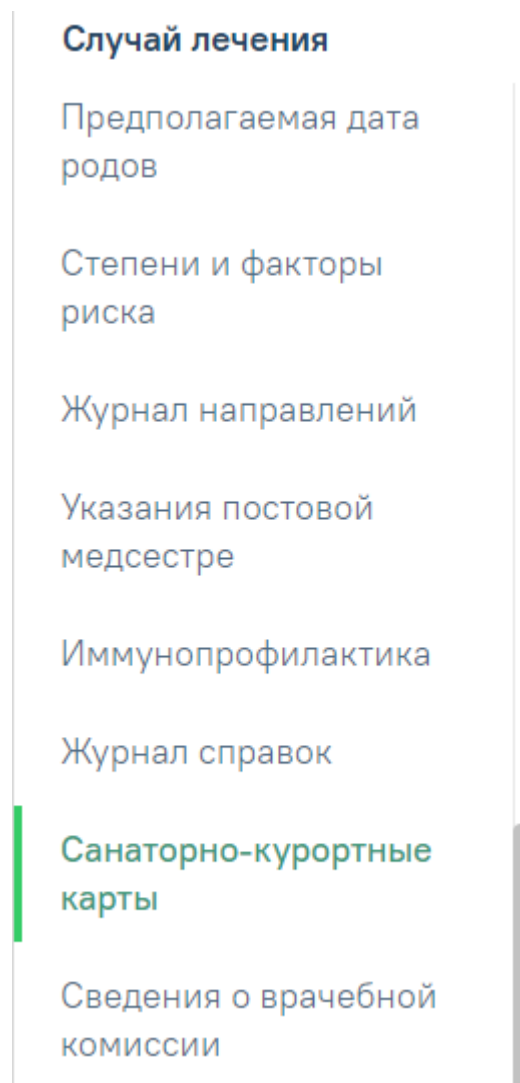 Случай лечения
Предполагаемая дата
родов
Степени и факторы
риска
Журнал направлений
Указания постовой
медсестре
Иммунопрофилактика
Журнал справок
Санаторно-курортные
карты
Сведения о врачебной
комиссии